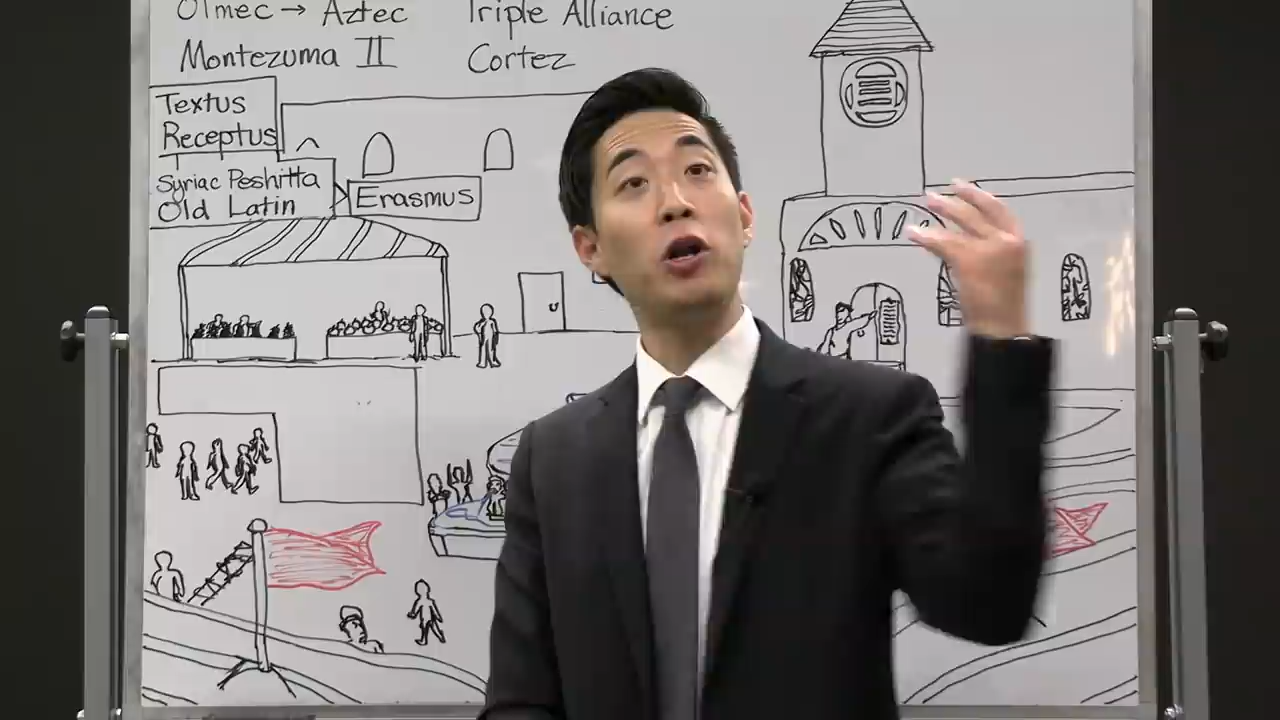 Olmec → Aztec
Triple Alliance
Montezuma II
Cortez
Textus
Receptus
Syriac Peshitta
Old Latin
Erasmus